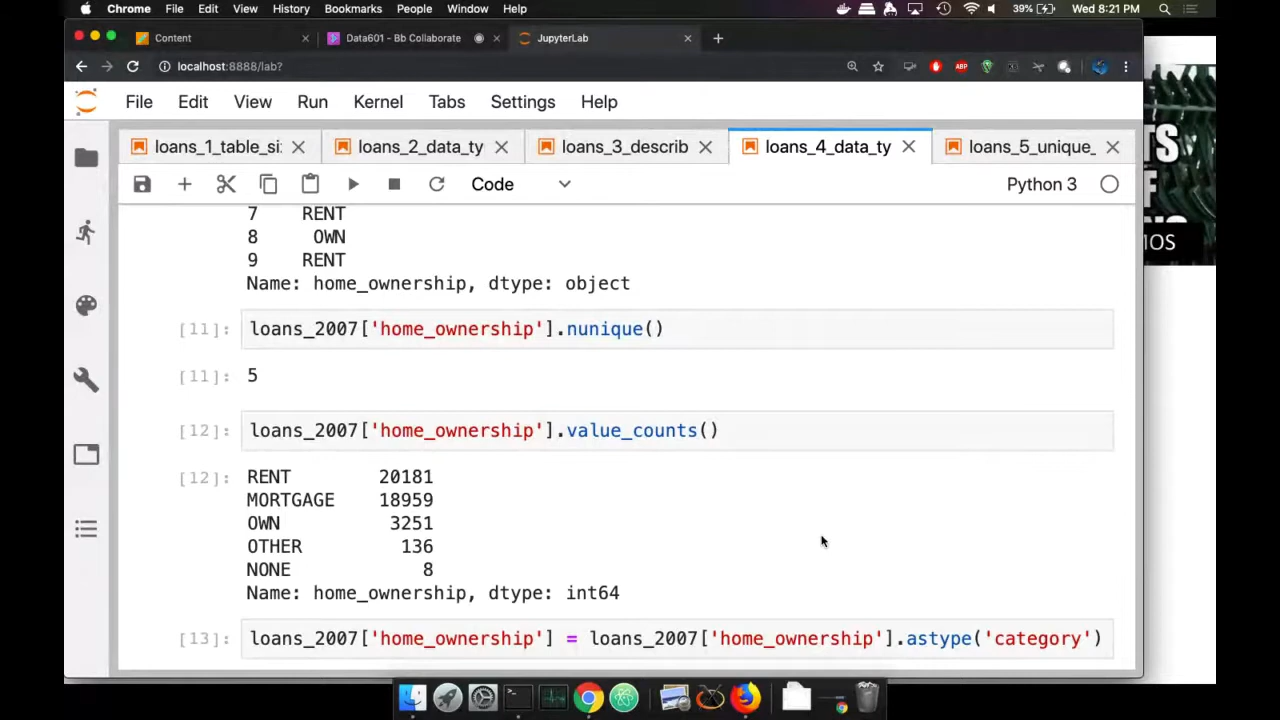 Chrome File Edit View History Bookmarks People Window Help 39% Wed 8:21 PM
Content Data601 - Bb Collaborate JupyterLab
localhost:8888/lab?
ABP
File Edit View Run Kernel Tabs Settings Help
loans_1_table_si: loans_2_data_ty loans_3_describ loans_4_data_ty loans_5_unique_
Code Python 3
7 RENT
8 OWN
9 RENT
Name: home_ownership, dtype: object
[11]: loans_2007['home_ownership'].nunique()
[11]: 5
[12]: loans_2007['home_ownership'].value_counts()
[12]: RENT 20181
MORTGAGE 18959
OWN 3251
OTHER 136
NONE 8
Name: home_ownership, dtype: int64
[13]: loans_2007['home_ownership'] = loans_2007['home_ownership'].astype('category')